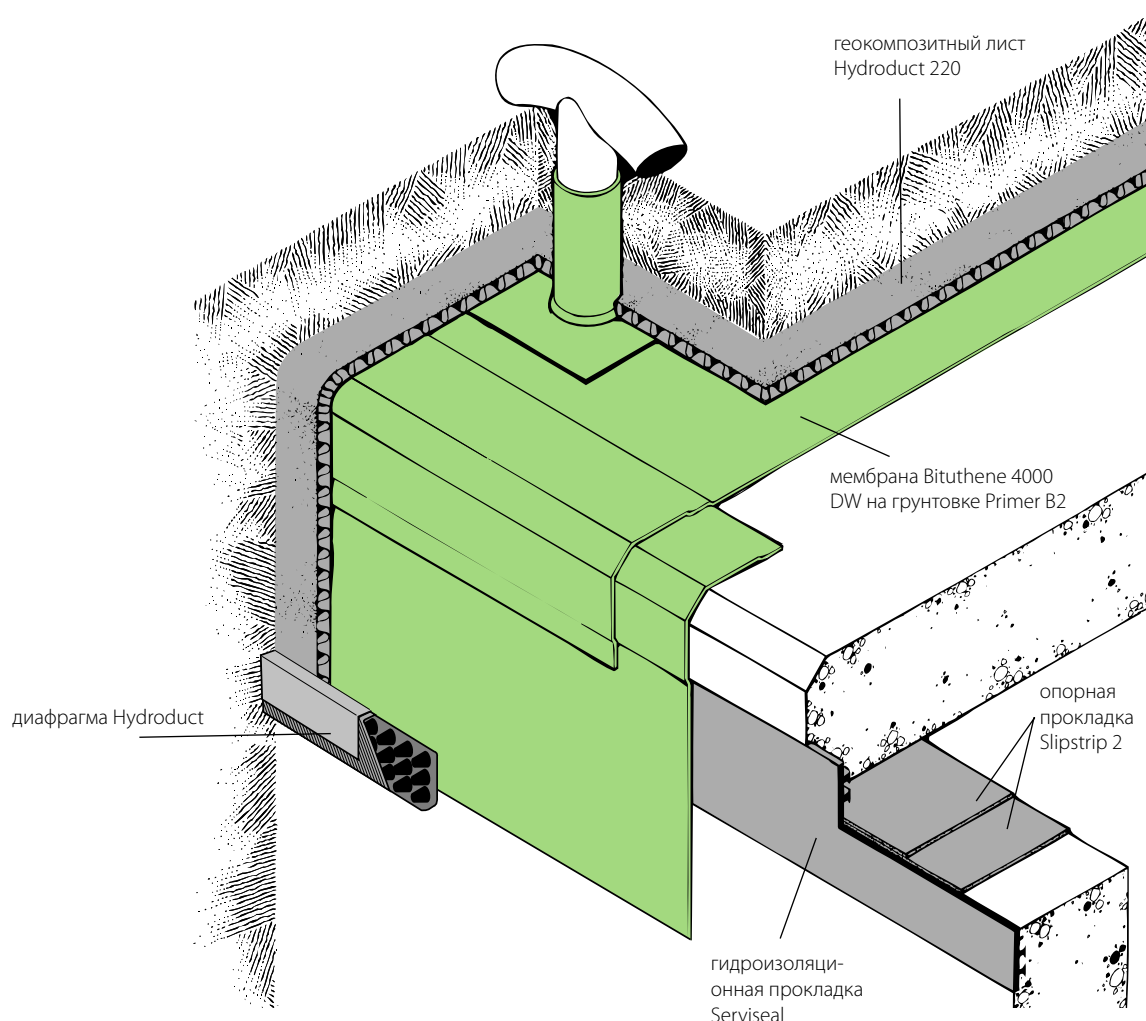 геокомпозитный лист
Hydroduct 220
мембрана Bituthene 4000
DW на грунтовке Primer B2
опорная
прокладка
Slipstrip 2
диафрагма Hydroduct
гидроизоляци-
онная прокладка
Serviseal